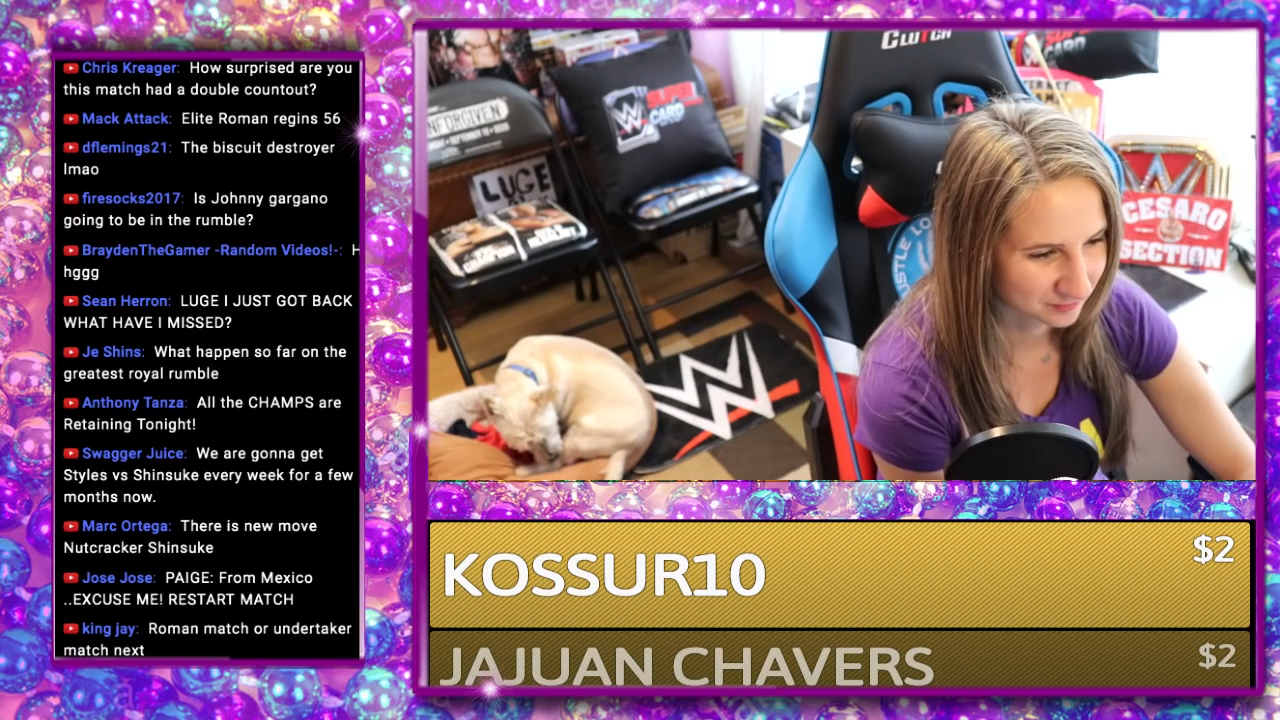 Chris Kreager: How surprised are you
this match had a double countout?
Mack Attack: Elite Roman regins 56
dflemings21: The biscuit destroyer
lmao
firesocks2017: Is Johnny gargano
going to be in the rumble?
BraydenTheGamer -Random Videos!-: H
hggg
Sean Herron: LUGE I JUST GOT BACK
WHAT HAVE I MISSED?
Je Shins: What happen so far on the
greatest royal rumble
Anthony Tanza: All the CHAMPS are
Retaining Tonight!
Swagger Juice: We are gonna get
Styles vs Shinsuke every week for a few
months now.
Marc Ortega: There is new move
Nutcracker Shinsuke
Jose Jose: PAIGE: From Mexico
..EXCUSE ME! RESTART MATCH
king jay: Roman match or undertaker
match next
CLUTCH
NFORGIVEN
W SUPER
CARD
LUGE
CARD
CESARO
SECTION
W
KOSSUR10
$2
JAJUAN CHAVERS
$2